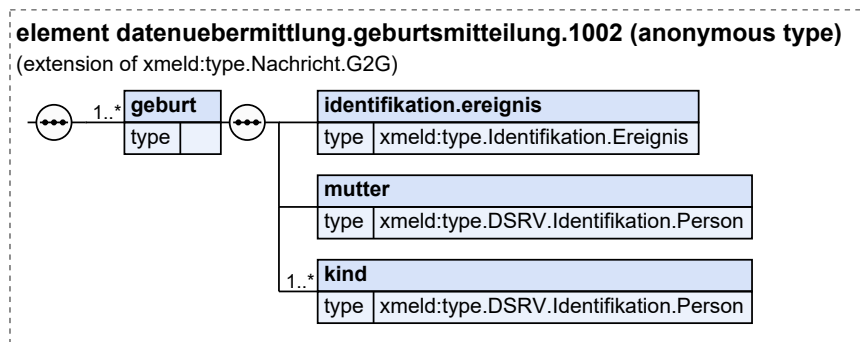 element datenuebermittlung.geburtsmitteilung.1002 (anonymous type)
(extension of xmeld:type.Nachricht.G2G)
1..* geburt
type
identifikation.ereignis
type xmeld:type.Identifikation.Ereignis
mutter
type xmeld:type.DSRV.Identifikation.Person
1..* kind
type xmeld:type.DSRV.Identifikation.Person